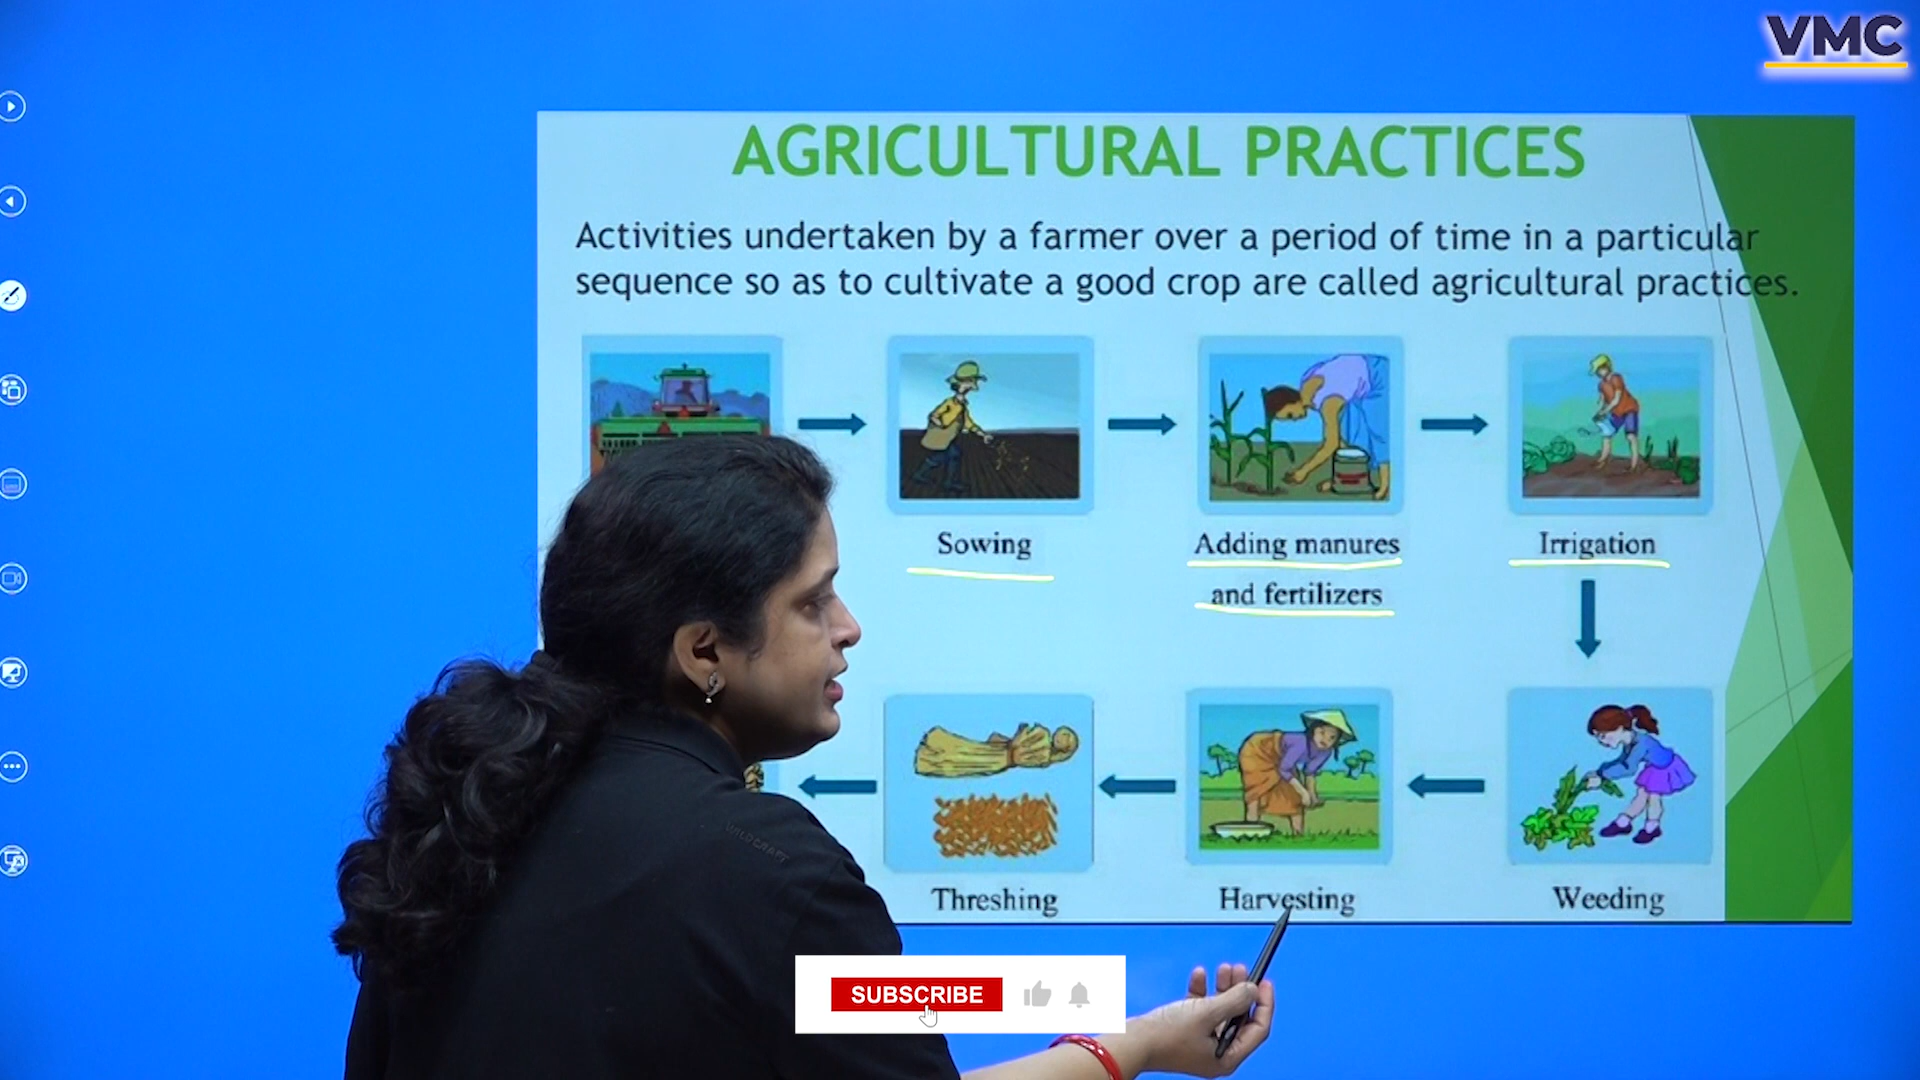 VMC
AGRICULTURAL PRACTICES
Activities undertaken by a farmer over a period of time in a particular
sequence so as to cultivate a good crop are called agricultural practices.
Sowing
Adding manures
and fertilizers
Irrigation
Threshing
Harvesting
Weeding
WILDCRAFT
SUBSCRIBE